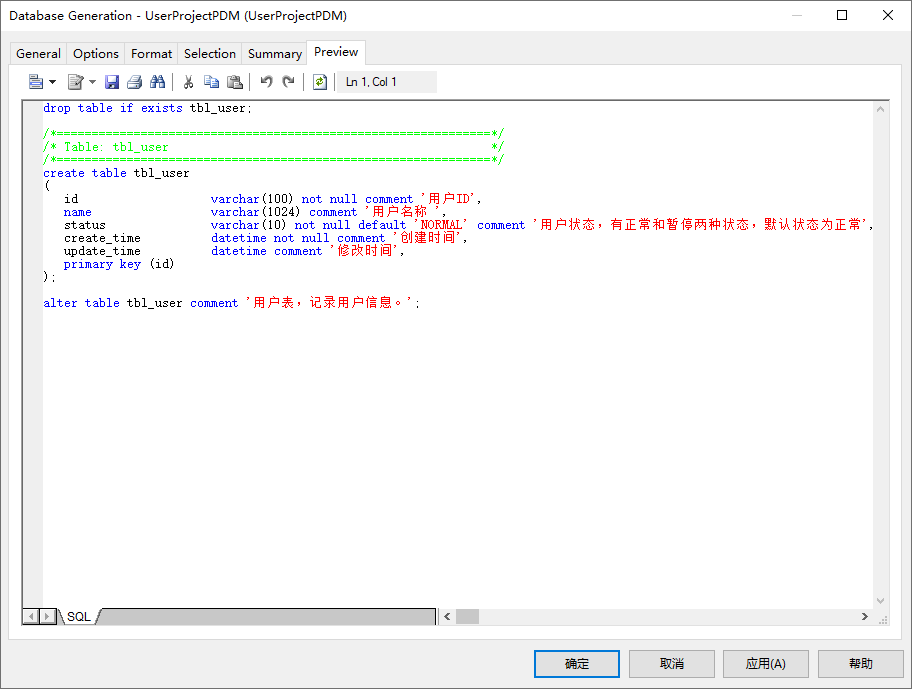 Database Generation - UserProjectPDM (UserProjectPDM)
General Options Format Selection Summary Preview
Ln 1, Col 1
drop table if exists tbl_user;
/*==============================================================*/
/* Table: tbl_user                                              */
/*==============================================================*/
create table tbl_user
(
   id                   varchar(100) not null comment '用户ID',
   name                 varchar(1024) comment '用户名称 ',
   status               varchar(10) not null default 'NORMAL' comment '用户状态，有正常和暂停两种状态，默认状态为正常',
   create_time          datetime not null comment '创建时间',
   update_time          datetime comment '修改时间',
   primary key (id)
);
alter table tbl_user comment '用户表，记录用户信息。';
SQL
确定 取消 应用(A) 帮助